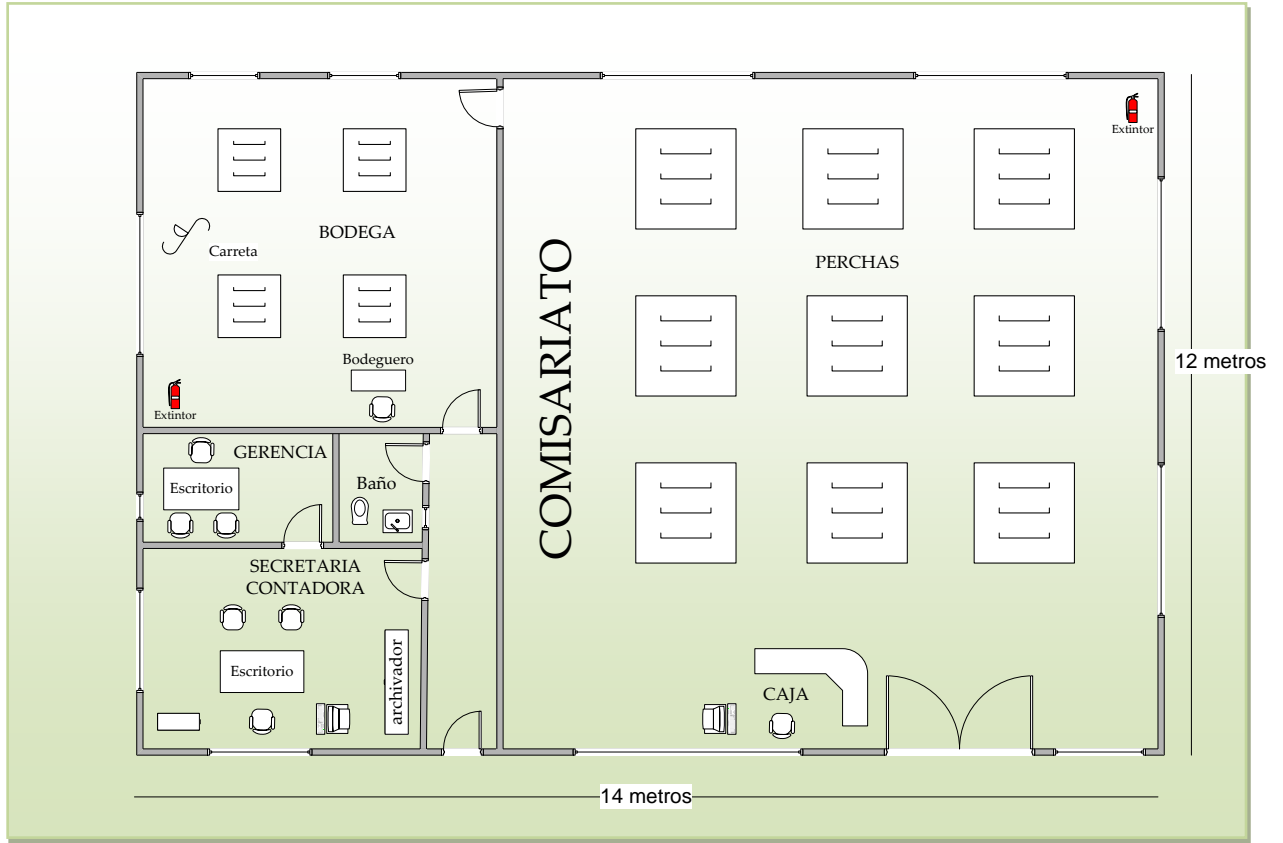 Extintor
BODEGA
Carreta
COMISARIATO
PERCHAS
12 metros
Bodeguero
Extintor
GERENCIA
Escritorio
Baño
SECRETARIA
CONTADORA
Escritorio
archivador
CAJA
14 metros